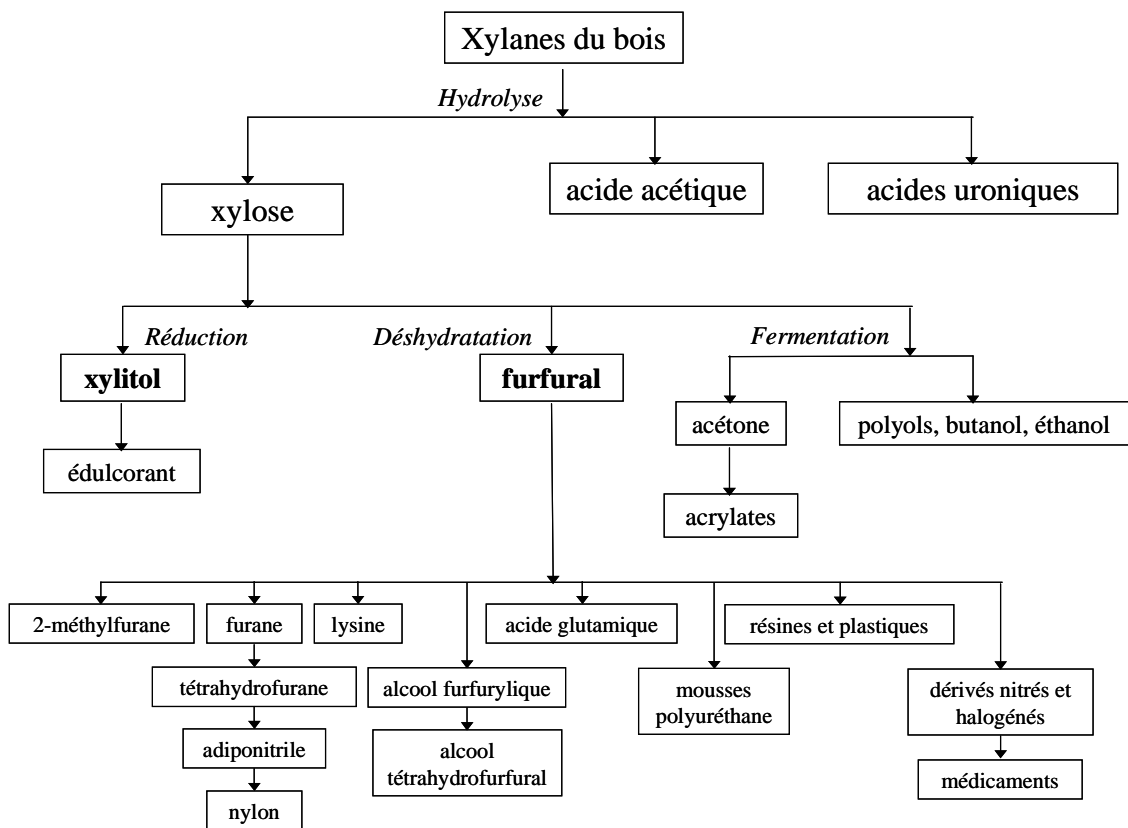 Xylanes du bois
Hydrolyse
acide acétique
acides uroniques
xylose
Réduction
Déshydratation
Fermentation
xylitol
furfural
acétone
polyols, butanol, éthanol
édulcorant
acrylates
2-méthylfurane
furane
lysine
acide glutamique
résines et plastiques
tétrahydrofurane
alcool furfurylique
mousses
polyuréthane
dérivés nitrés et
halogénés
adiponitrile
alcool
tétrahydrofurfural
médicaments
nylon